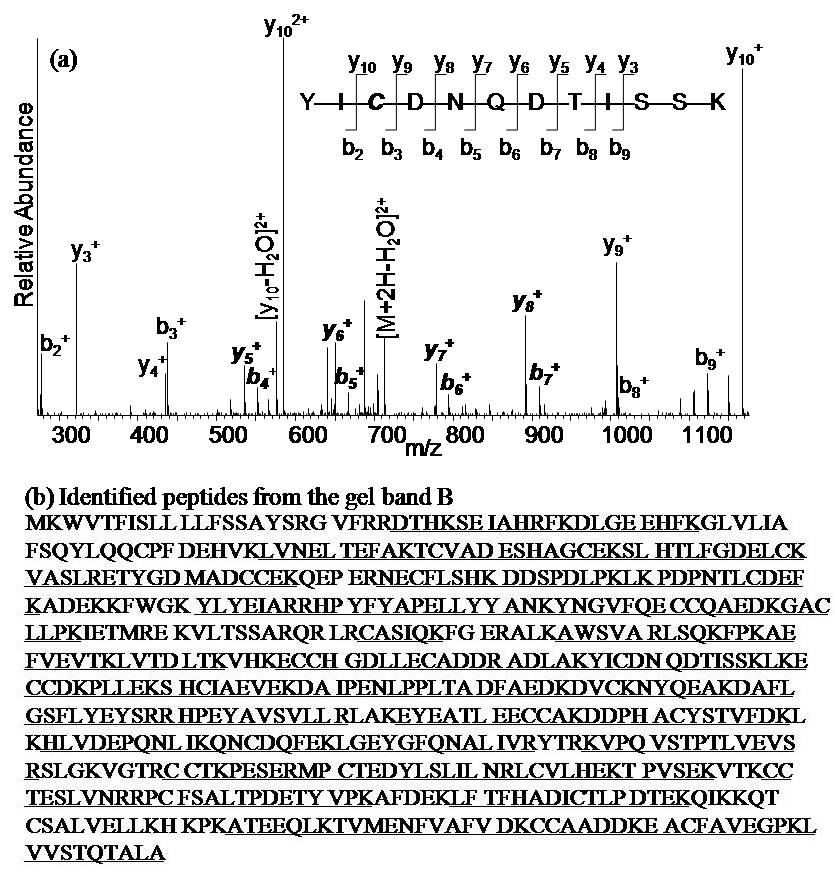 (a)
y10 2+
y10+
y10 y9 y8 y7 y6 y5 y4 y3
Y I C D N Q D T I S S K
b2 b3 b4 b5 b6 b7 b8 b9
Relative Abundance
[y10-H2O]2+
[M+2H-H2O]2+
y3+
y9+
y8+
b2+
b3+
y4+
y5+
b4+
y6+
b5+
y7+
b6+
b7+
b8+
b9+
300 400 500 600 700 800 900 1000 1100
m/z
(b) Identified peptides from the gel band B
MKWVTFISLL LLFSSAYSRG VFRRDTHKSE IAHRFKDLGE EHFKGLVLIA
FSQYLQQCPF DEHVKLVNEL TEFAKTCVAD ESHAGCEKSL HTLFGDELCK
VASLRETYGD MADCCEKQEP ERNECFLSHK DDSPDLPKLK PDPNTLCDEF
KADEKKFWGK YLYEIARRHP YFYAPELLYY ANKYNGVFQE CCQAEDKGAC
LLPKIETMRE KVLTSSARQR LRCASIQKFG ERALKAWSVA RLSQKFPKAE
FVEVTKLVTD LTKVHKECCH GDLLECADDR ADLAKYICDN QDTISSKLKE
CCDKPLLEKS HCIAEVEKDA IPENLPPLTA DFAEDKDVCKNYQEAKDAFL
GSFLYEYSRR HPEYAVSVLL RLAKEYEATL EECCAKDDPH ACYSTVFDKL
KHLVDEPQNL IKQNCDQFEKLGEYGFQNAL IVRYTRKVPQ VSTPTLVEVS
RSLGKVGTRC CTKPESERMP CTEDYLSLIL NRLCVLHEKT PVSEKVTKCC
TESLVNRRPC FSALTPDETY VPKAFDEKLF TFHADICTLP DTEKQIKKQT
CSALVELLKH KPKATEEQLKTVMENFVAFV DKCCAADDKE ACFAVEGPKL
VVSTQTALA